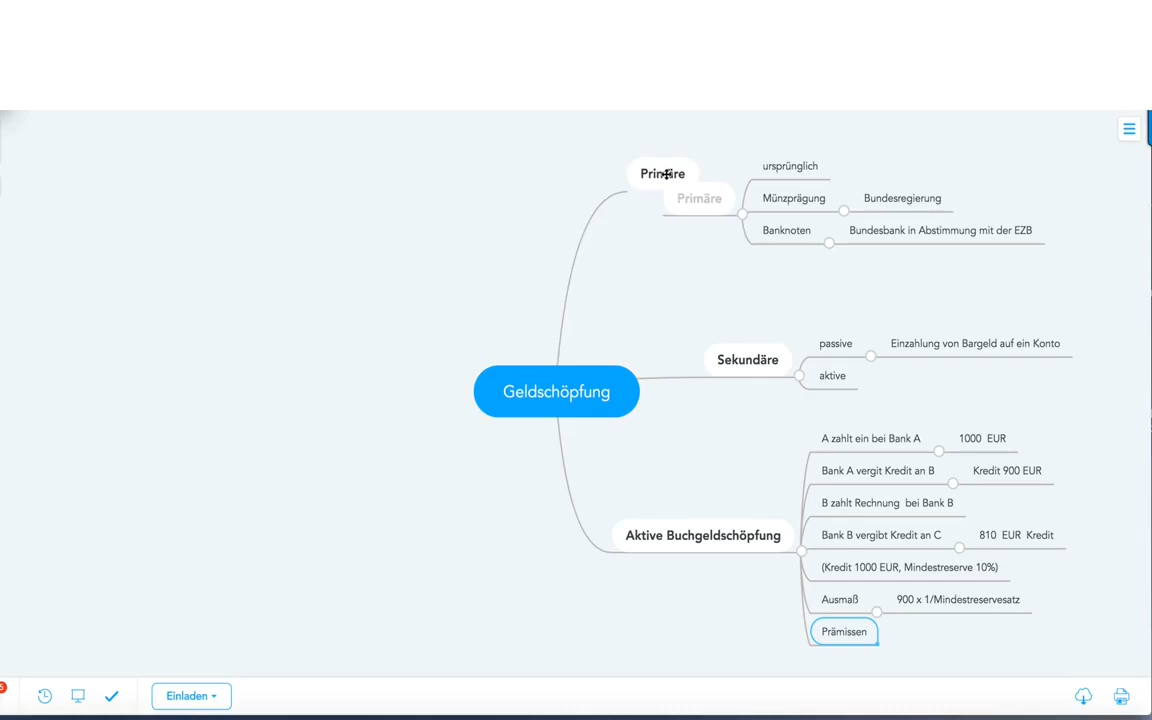 Primäre
Primäre
ursprünglich
Münzprägung
Bundesregierung
Banknoten
Bundesbank in Abstimmung mit der EZB
Geldschöpfung
Sekundäre
passive
Einzahlung von Bargeld auf ein Konto
aktive
Aktive Buchgeldschöpfung
A zahlt ein bei Bank A
1000 EUR
Bank A vergit Kredit an B
Kredit 900 EUR
B zahlt Rechnung bei Bank B
Bank B vergibt Kredit an C
810 EUR Kredit
(Kredit 1000 EUR, Mindestreserve 10%)
Ausmaß
900 x 1/Mindestreservesatz
Prämissen
5
Einladen